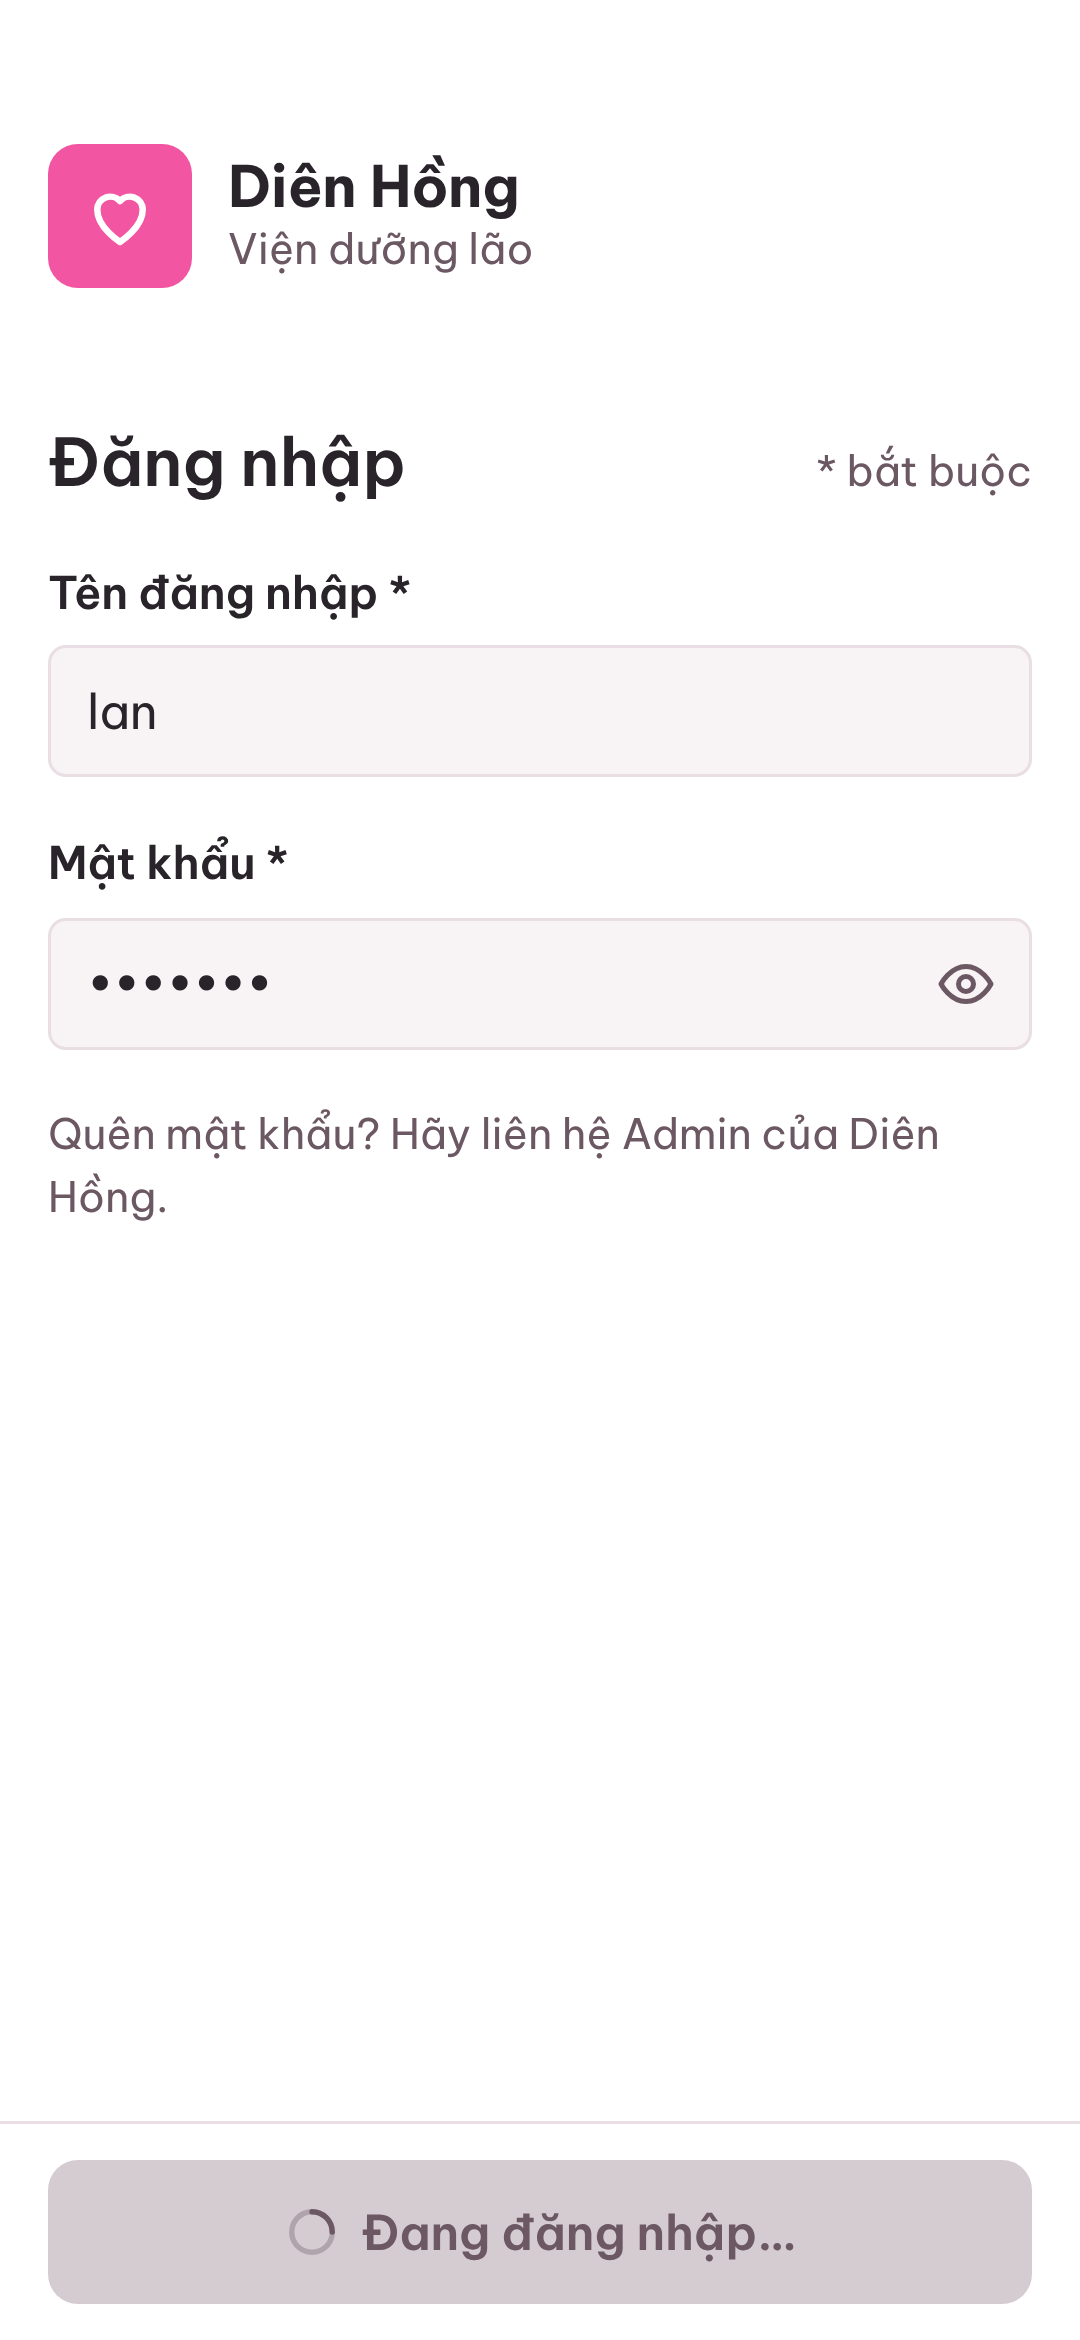 Diên Hồng
Viện dưỡng lão
Đăng nhập
* bắt buộc
Tên đăng nhập *
lan
Mật khẩu *
•••••••
Quên mật khẩu? Hãy liên hệ Admin của Diên
Hồng.
Đang đăng nhập...